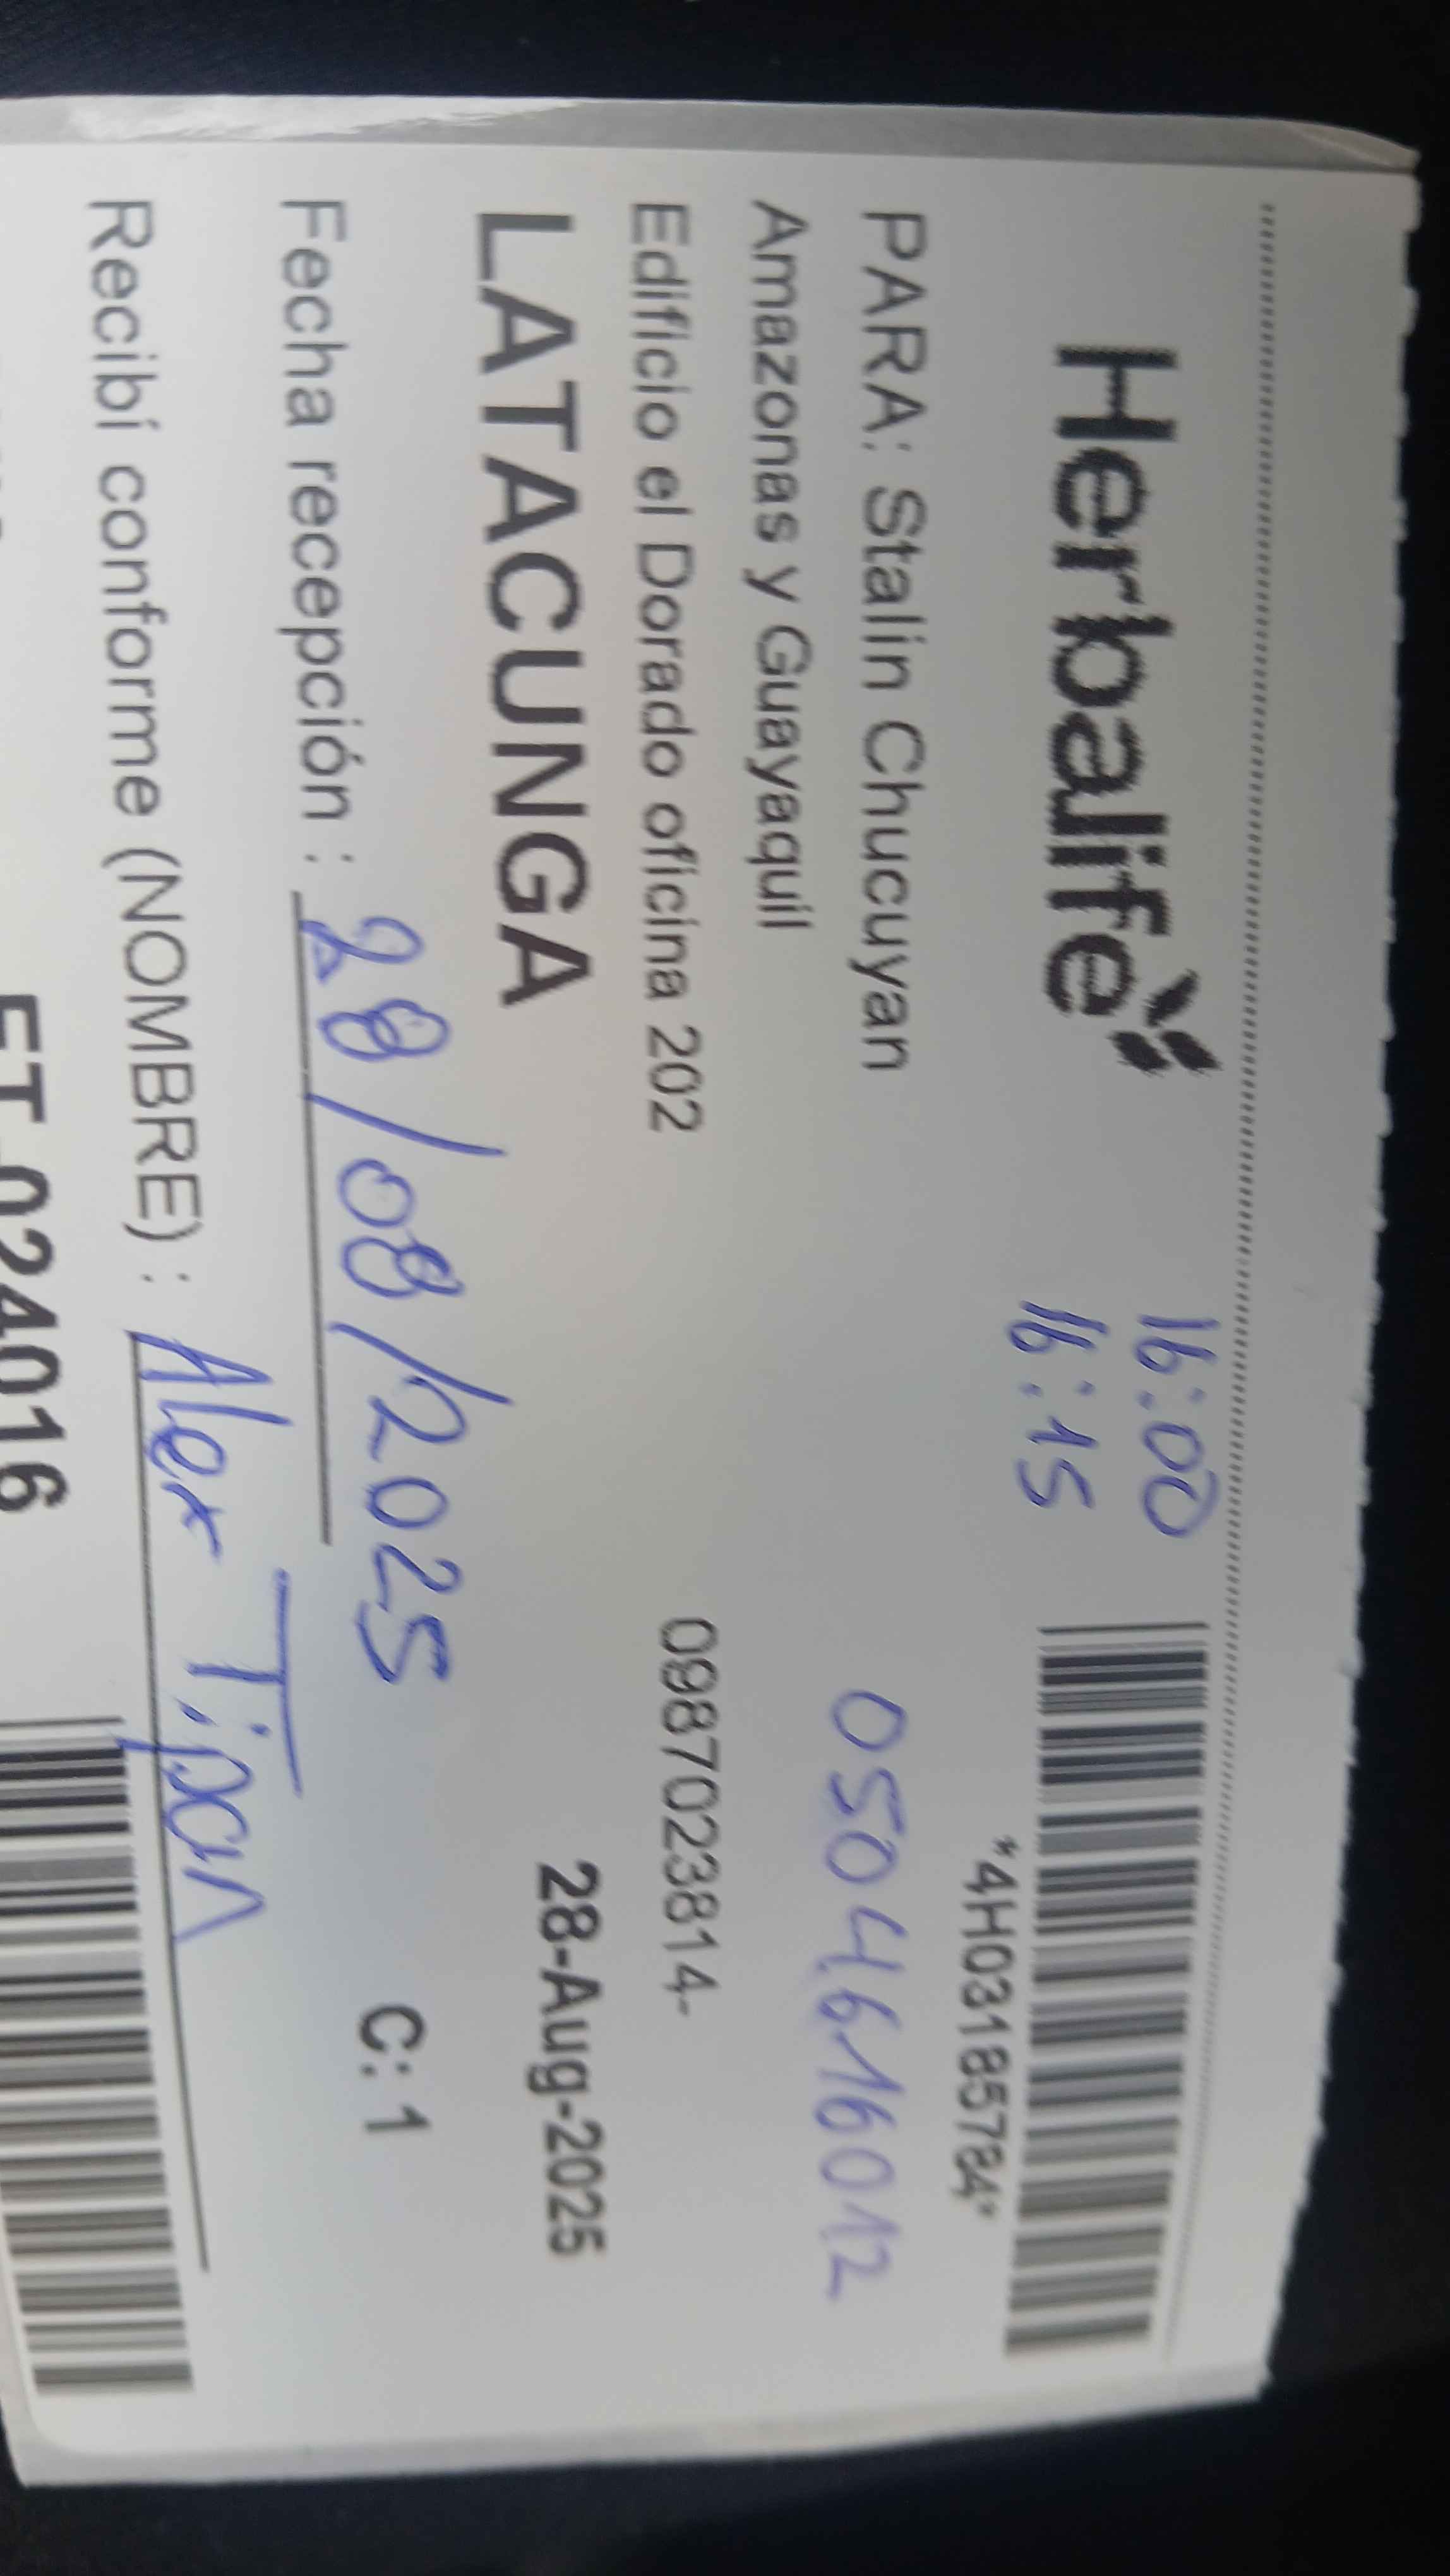 Herbalife
16:00
16:15
*4H03185784*
PARA: Stalin Chucuyan
0504616012
Amazonas y Guayaquil
Edificio el Dorado oficina 202
0987023814-
LATACUNGA
28-Aug-2025
Fecha recepción : 28/08/2025
C: 1
Recibí conforme (NOMBRE) : Alex Tipan
024016